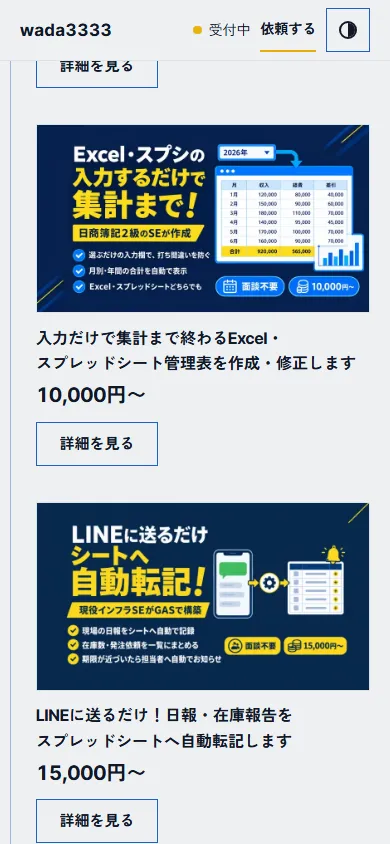 wada3333
受付中
依頼する
詳細を見る
Excel・スプシの
入力するだけで
集計まで!
日商簿記2級のSEが作成
選ぶだけの入力欄で、打ち間違いを防ぐ
月別・年間の合計を自動で表示
Excel・スプレッドシートどちらでも
2026年
月 収入 経費 差引
1月 120,000 80,000 40,000
2月 150,000 90,000 60,000
3月 180,000 110,000 70,000
4月 160,000 95,000 65,000
5月 170,000 100,000 70,000
6月 160,000 90,000 70,000
合計 920,000 565,000
面談不要
10,000円〜
入力だけで集計まで終わるExcel・
スプレッドシート管理表を作成・修正します
10,000円〜
詳細を見る
LINEに送るだけ
シートへ
自動転記!
現役インフラSEがGASで構築
現場の日報をシートへ自動で記録
在庫数・発注依頼を一覧にまとめる
期限が近づいたら担当者へ自動でお知らせ
面談不要
15,000円〜
LINEに送るだけ！日報・在庫報告を
スプレッドシートへ自動転記します
15,000円〜
詳細を見る